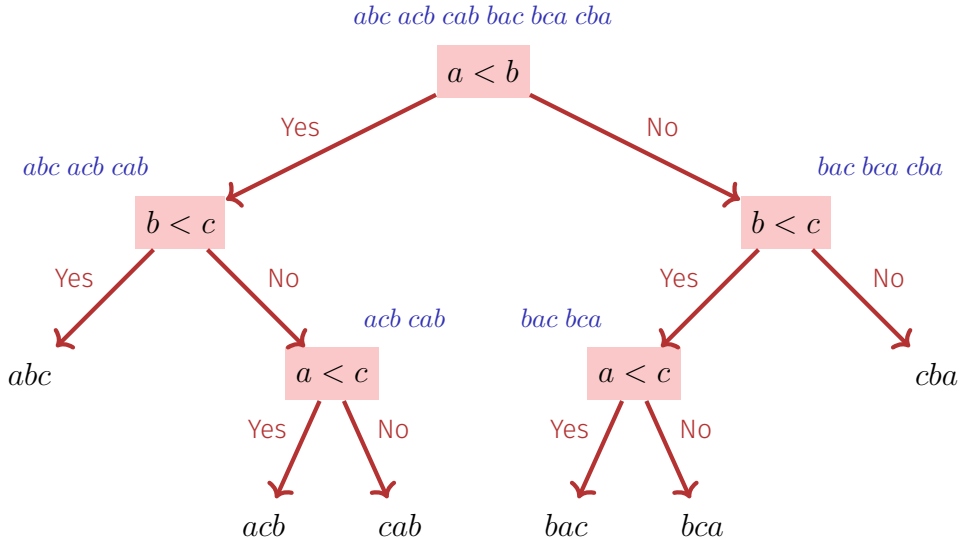 abc acb cab bac bca cba
a < b
Yes No
abc acb cab bac bca cba
b < c b < c
Yes No Yes No
acb cab bac bca
abc a < c a < c cba
Yes No Yes No
acb cab bac bca